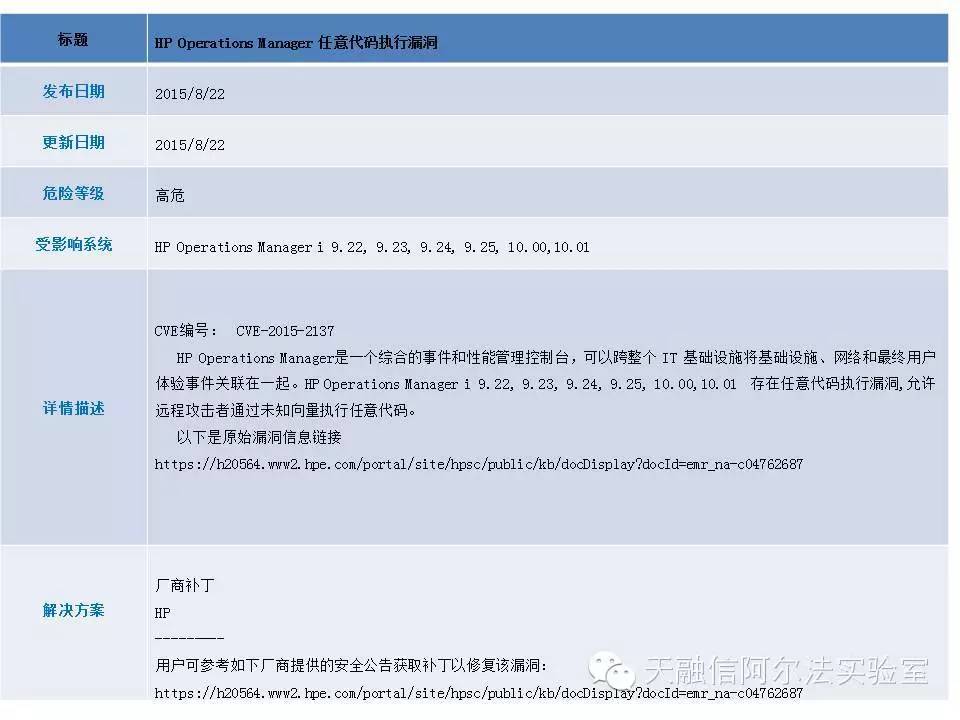 标题
HP Operations Manager 任意代码执行漏洞
发布日期
2015/8/22
更新日期
2015/8/22
危险等级
高危
受影响系统
HP Operations Manager i 9.22, 9.23, 9.24, 9.25, 10.00,10.01
详情描述
CVE编号： CVE-2015-2137
HP Operations Manager是一个综合的事件和性能管理控制台，可以跨整个 IT 基础设施将基础设施、网络和最终用户
体验事件关联在一起。HP Operations Manager i 9.22, 9.23, 9.24, 9.25, 10.00,10.01 存在任意代码执行漏洞,允许
远程攻击者通过未知向量执行任意代码。
以下是原始漏洞信息链接
https://h20564.www2.hpe.com/portal/site/hpsc/public/kb/docDisplay?docId=emr_na-c04762687
解决方案
厂商补丁
HP
---------
用户可参考如下厂商提供的安全公告获取补丁以修复该漏洞：
https://h20564.www2.hpe.com/portal/site/hpsc/public/kb/docDisplay?docId=emr_na-c04762687
天融信阿尔法实验室